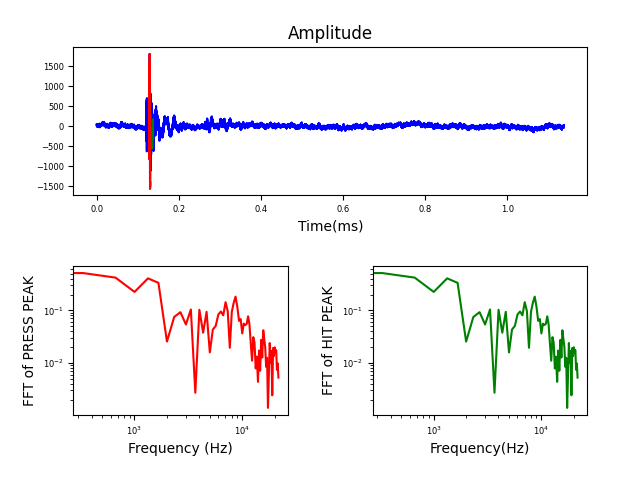 Amplitude
1500
1000
500
0
−500
−1000
−1500
0.0 0.2 0.4 0.6 0.8 1.0
Time(ms)
FFT of PRESS PEAK
10⁻¹
10⁻²
10³ 10⁴
Frequency (Hz)
FFT of HIT PEAK
10⁻¹
10⁻²
10³ 10⁴
Frequency(Hz)